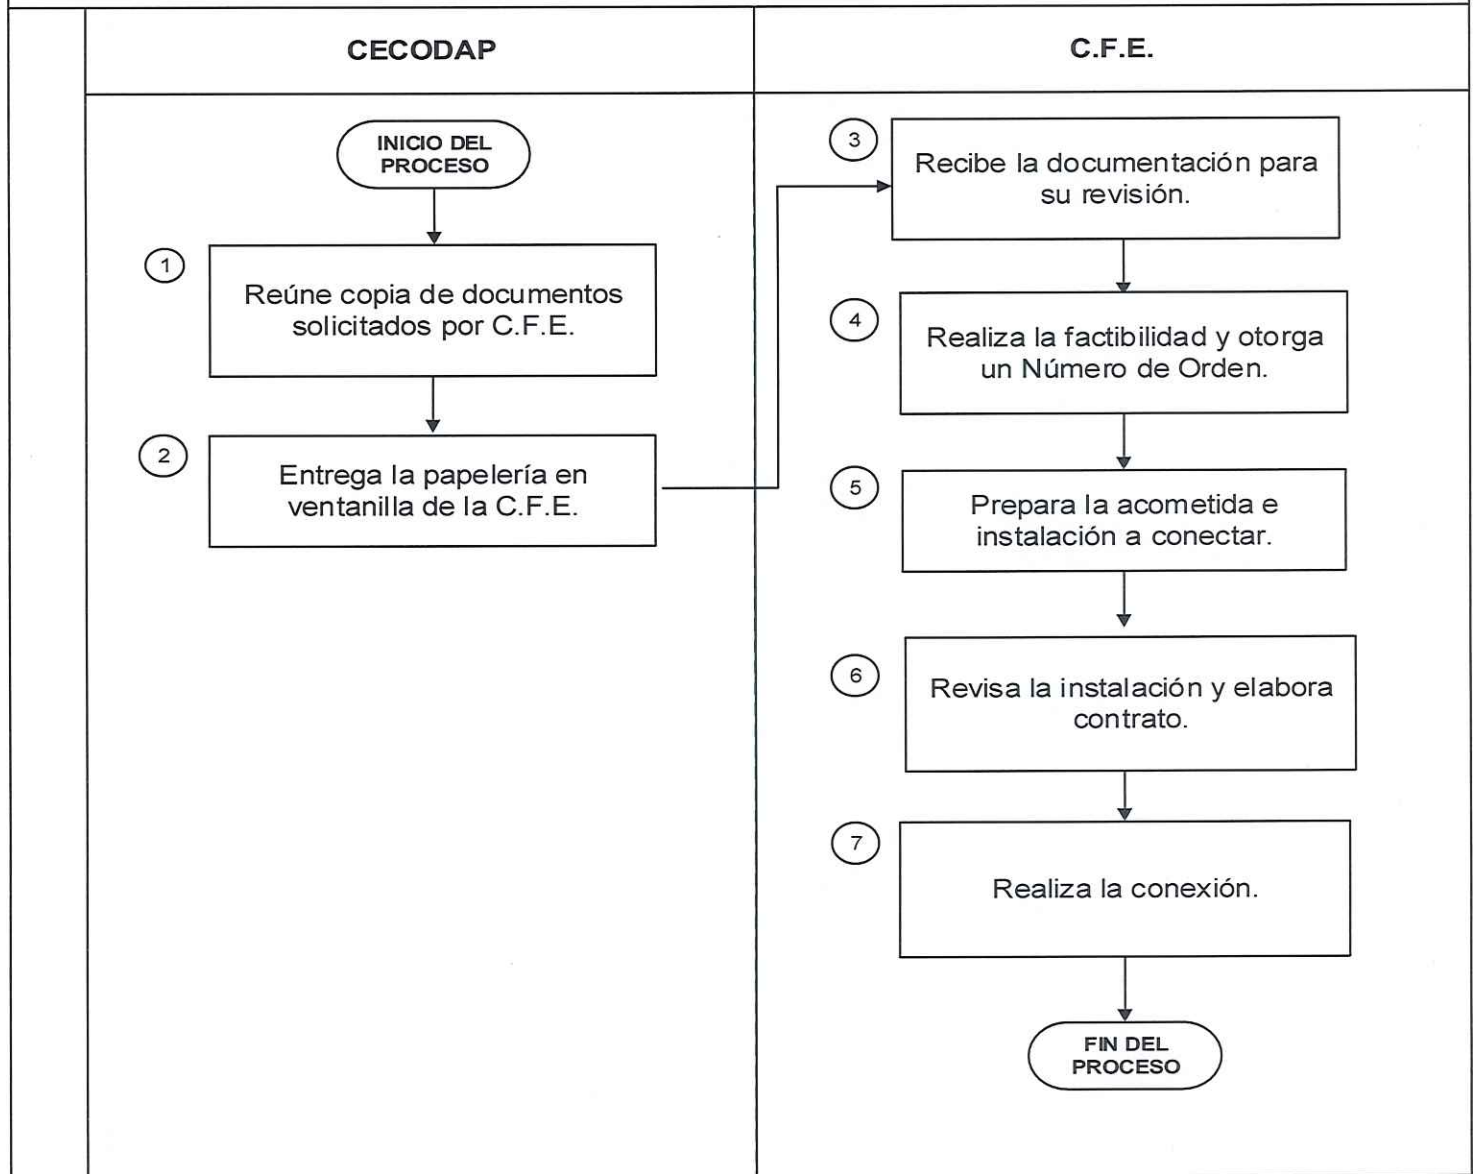 CECODAP
C.F.E.
INICIO DEL
PROCESO
1
Reúne copia de documentos
solicitados por C.F.E.
2
Entrega la papelería en
ventanilla de la C.F.E.
3
Recibe la documentación para
su revisión.
4
Realiza la factibilidad y otorga
un Número de Orden.
5
Prepara la acometida e
instalación a conectar.
6
Revisa la instalación y elabora
contrato.
7
Realiza la conexión.
FIN DEL
PROCESO